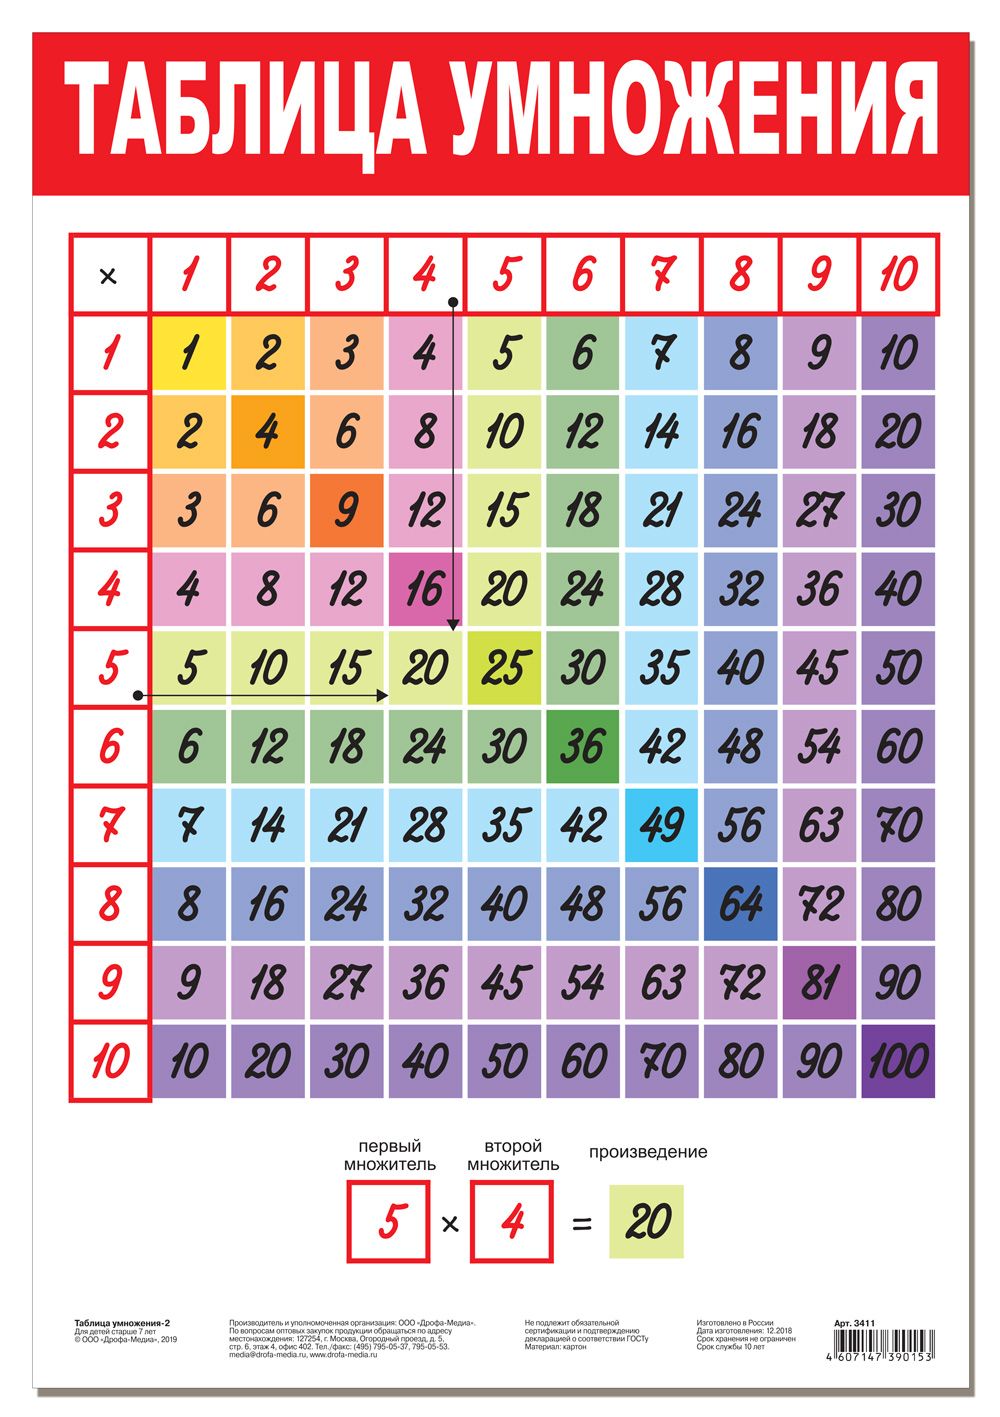 ТАБЛИЦА УМНОЖЕНИЯ
× 1 2 3 4 5 6 7 8 9 10
1 1 2 3 4 5 6 7 8 9 10
2 2 4 6 8 10 12 14 16 18 20
3 3 6 9 12 15 18 21 24 27 30
4 4 8 12 16 20 24 28 32 36 40
5 5 10 15 20 25 30 35 40 45 50
6 6 12 18 24 30 36 42 48 54 60
7 7 14 21 28 35 42 49 56 63 70
8 8 16 24 32 40 48 56 64 72 80
9 9 18 27 36 45 54 63 72 81 90
10 10 20 30 40 50 60 70 80 90 100
первый
множитель
второй
множитель
произведение
5 × 4 = 20
Таблица умножения-2
Для детей старше 7 лет
© ООО «Дрофа-Медиа», 2019
Производитель и уполномоченная организация: ООО «Дрофа-Медиа».
По вопросам оптовых закупок продукции обращаться по адресу
местонахождения: 127254, г. Москва, Огородный проезд, д. 5,
стр. 6, этаж 4, офис 402. Тел./факс: (495) 795-05-37, 795-05-53.
media@drofa-media.ru, www.drofa-media.ru
Не подлежит обязательной
сертификации и подтверждению
декларацией о соответствии ГОСТу
Материал: картон
Изготовлено в России
Дата изготовления: 12.2018
Срок хранения не ограничен
Срок службы 10 лет
Арт. 3411
4 607147 390153